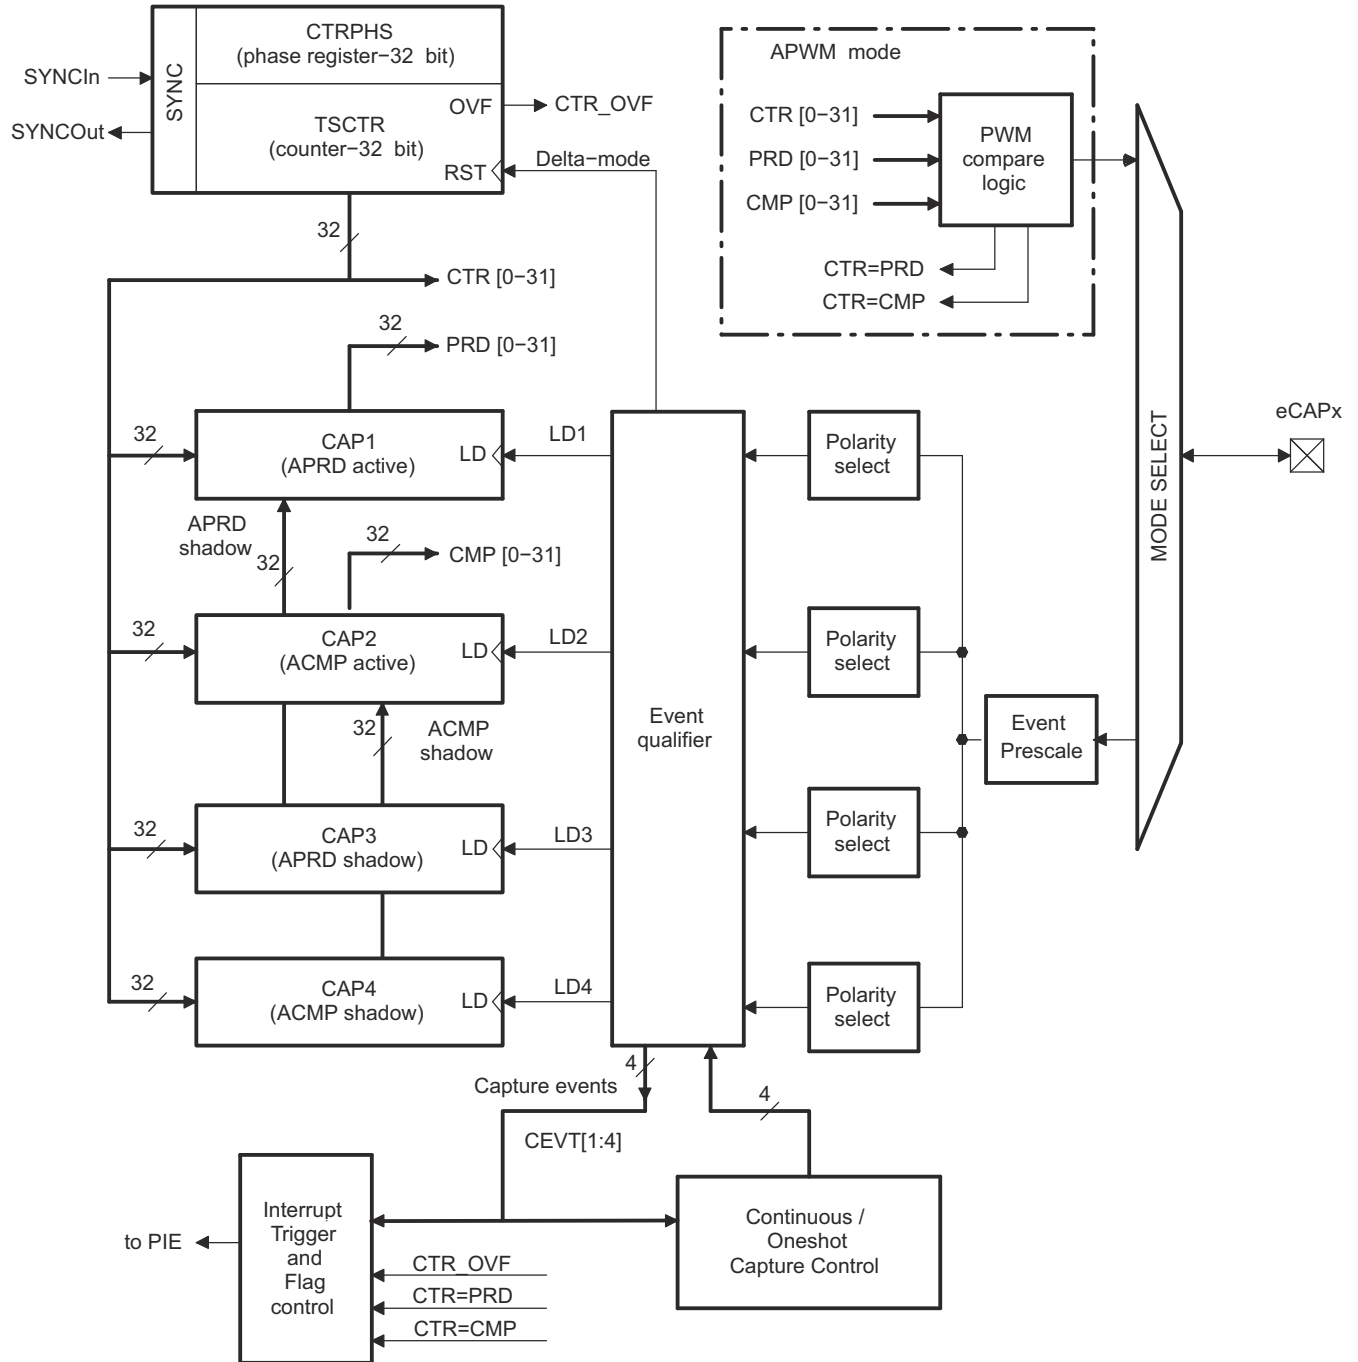 CTRPHS
(phase register−32 bit)
SYNC
SYNCIn
SYNCOut
OVF
CTR_OVF
TSCTR
(counter−32 bit)
RST
Delta−mode
32
CTR [0−31]
32
PRD [0−31]
APWM mode
CTR [0−31]
PRD [0−31]
CMP [0−31]
PWM
compare
logic
CTR=PRD
CTR=CMP
MODE SELECT
eCAPx
32
CAP1
(APRD active)
LD
LD1
Polarity
select
APRD
shadow
32
32
CMP [0−31]
32
CAP2
(ACMP active)
LD
LD2
Polarity
select
32
ACMP
shadow
Event
qualifier
Event
Prescale
32
CAP3
(APRD shadow)
LD
LD3
Polarity
select
32
CAP4
(ACMP shadow)
LD
LD4
Polarity
select
4
Capture events
CEVT[1:4]
4
Interrupt
Trigger
and
Flag
control
to PIE
CTR_OVF
CTR=PRD
CTR=CMP
Continuous /
Oneshot
Capture Control